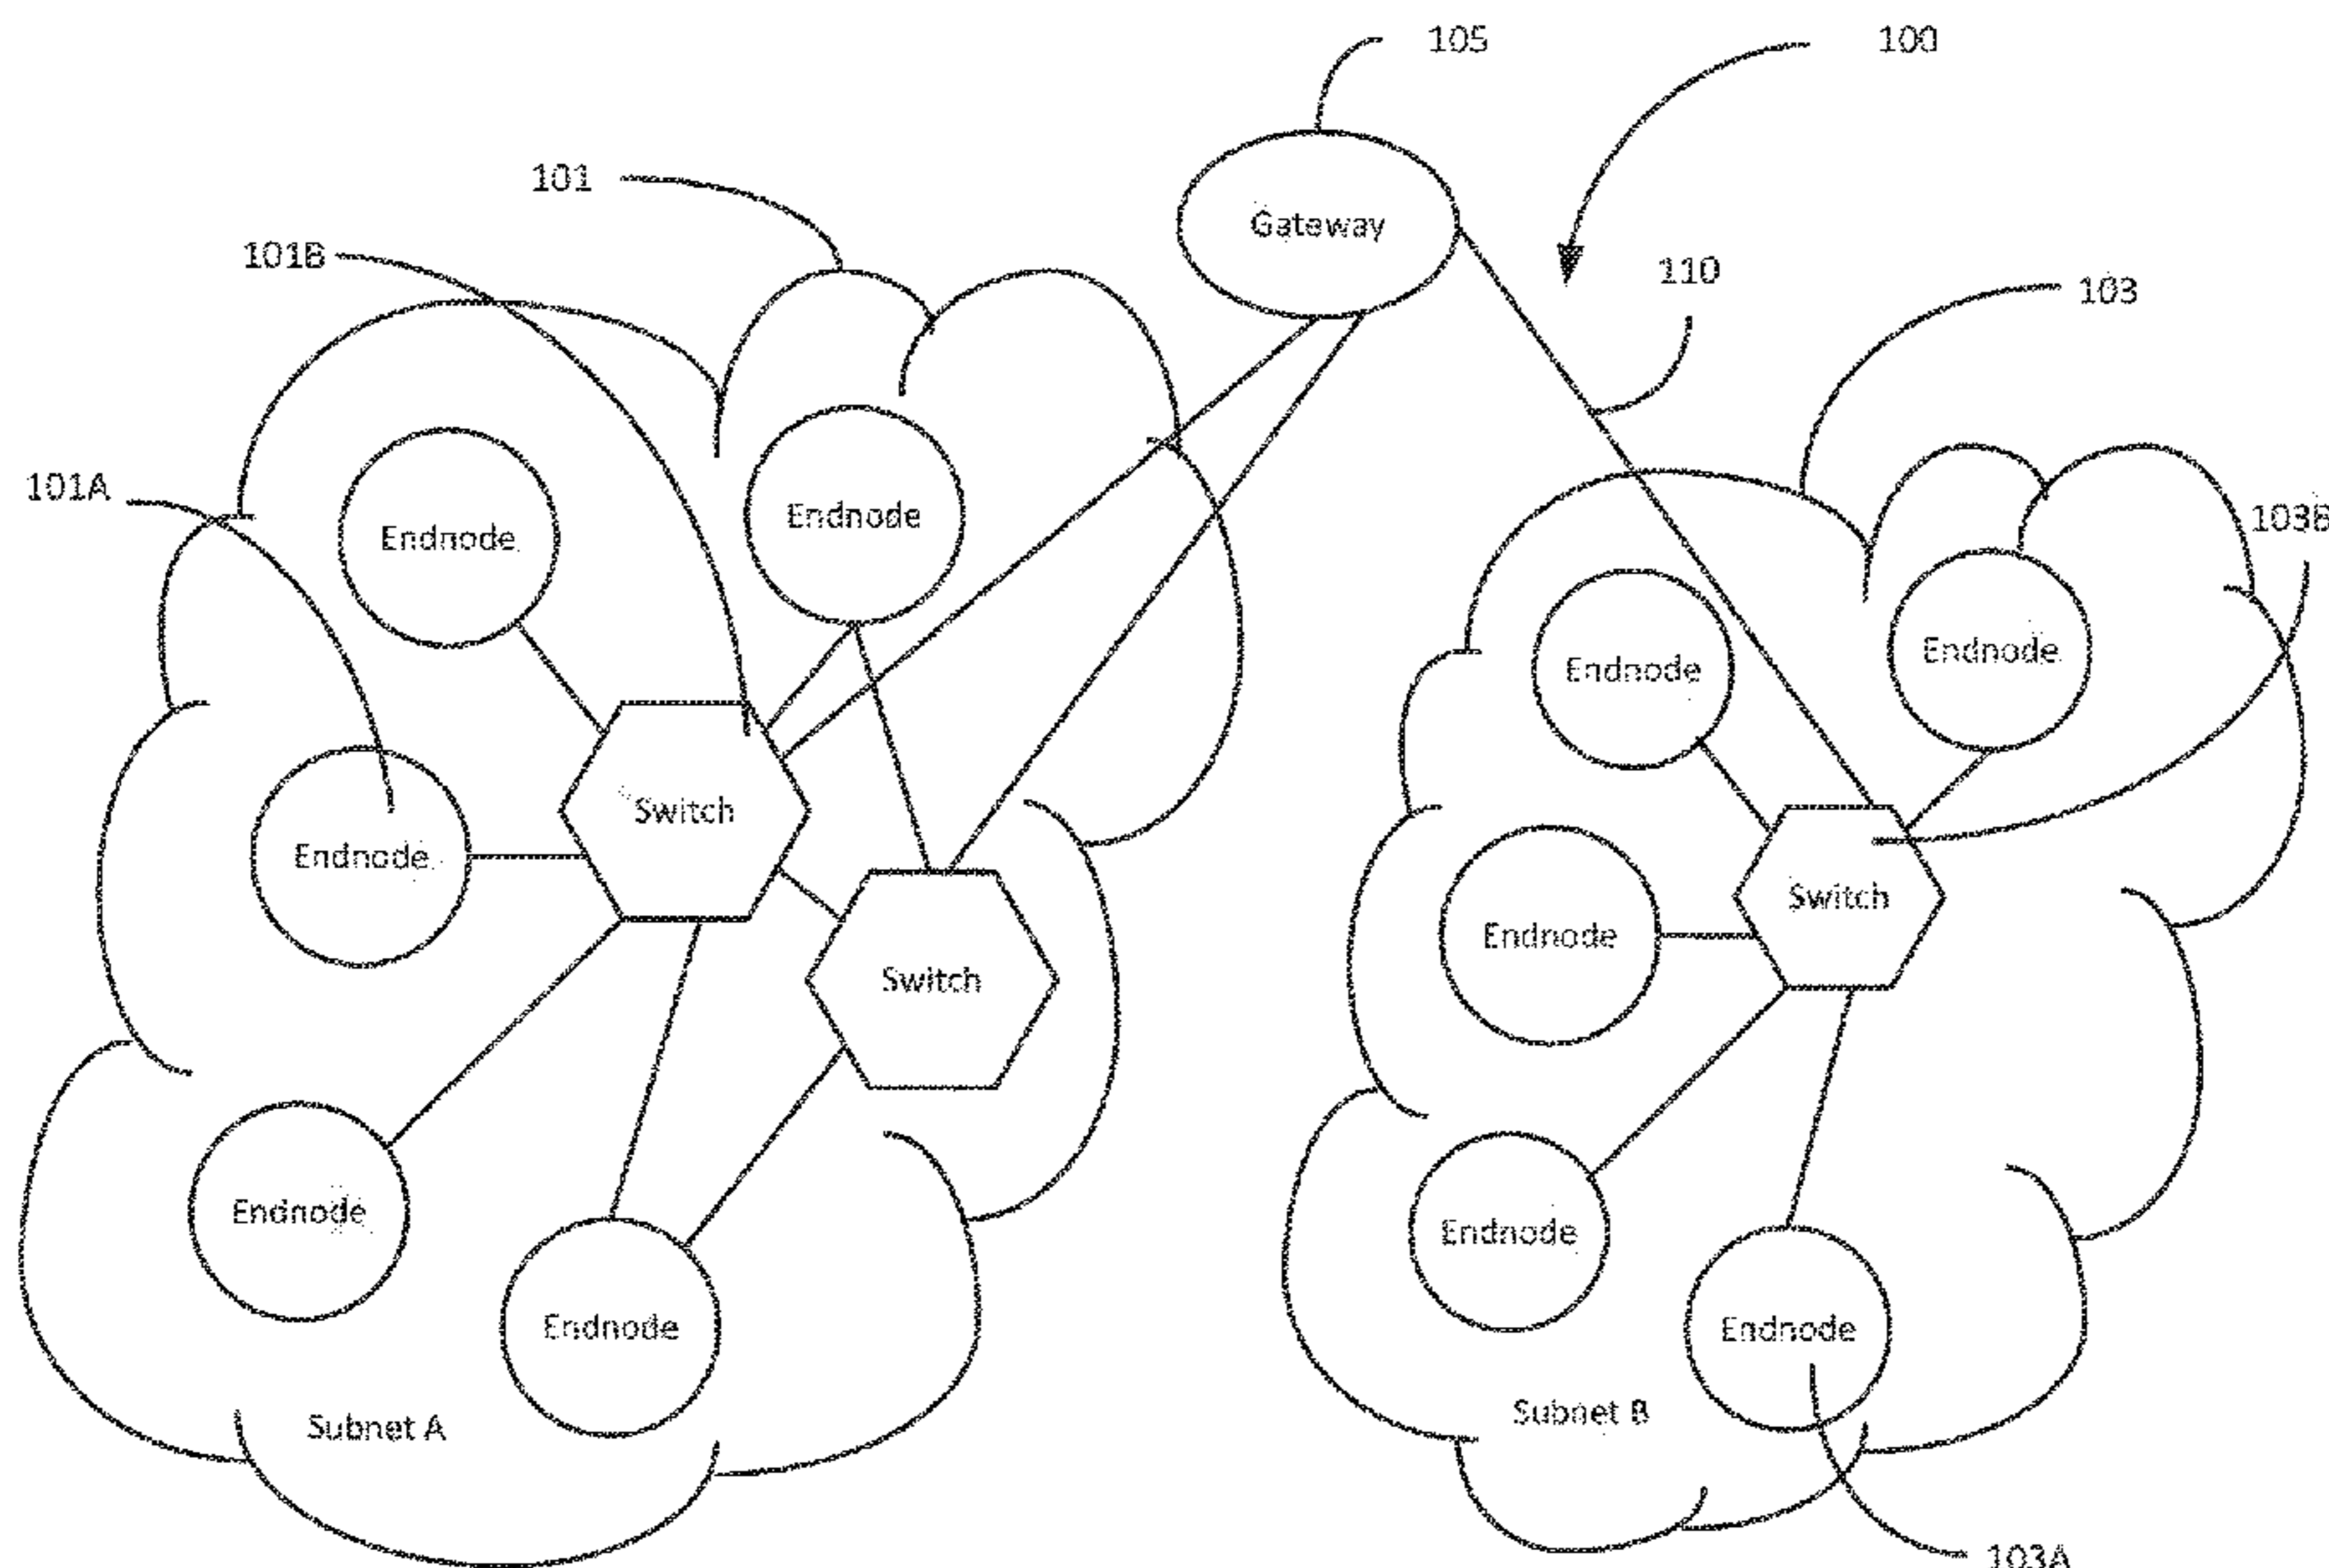 105
100
101
Gateway
101B
110
103
101A
Endnode
Endnode
103B
Endnode
Endnode
Switch
Endnode
Switch
Endnode
Switch
Endnode
Endnode
Endnode
Endnode
Endnode
Subnet A
Subnet B
103A